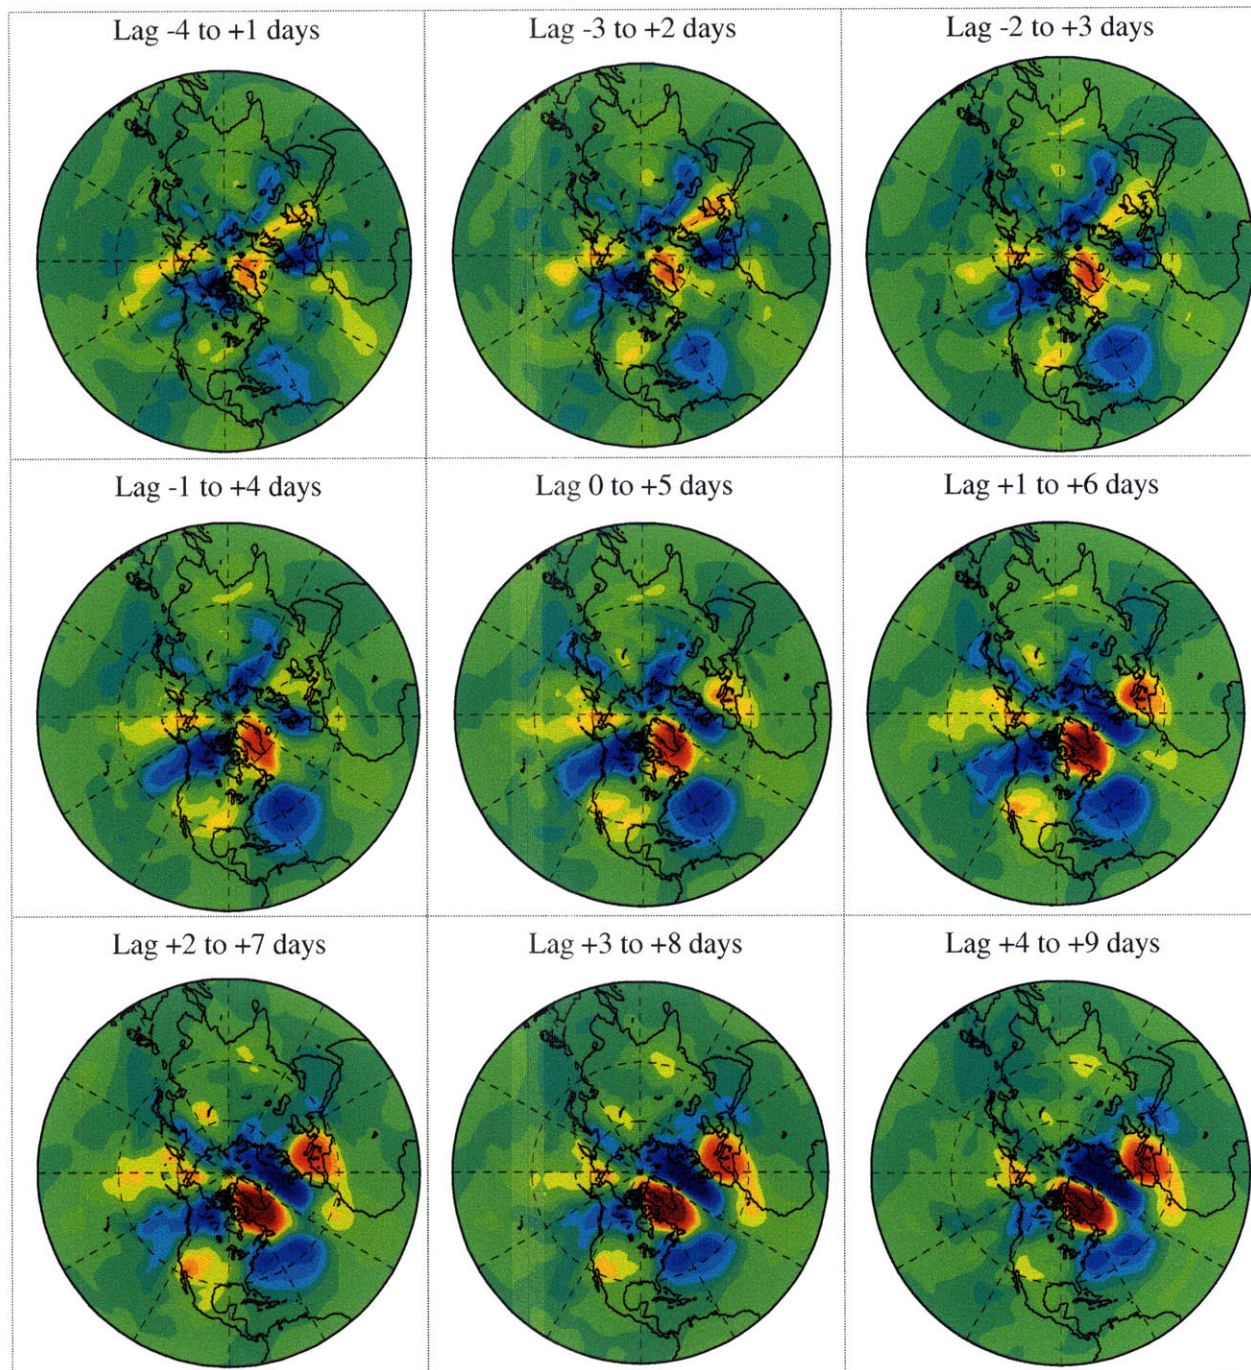 Lag -4 to +1 days
Lag -3 to +2 days
Lag -2 to +3 days
Lag -1 to +4 days
Lag 0 to +5 days
Lag +1 to +6 days
Lag +2 to +7 days
Lag +3 to +8 days
Lag +4 to +9 days